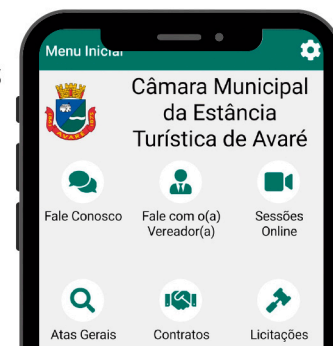 Menu Inicial
Câmara Municipal
da Estância
Turística de Avaré
AVARÉ
Fale Conosco
Fale com o(a)
Vereador(a)
Sessões
Online
Atas Gerais
Contratos
Licitações